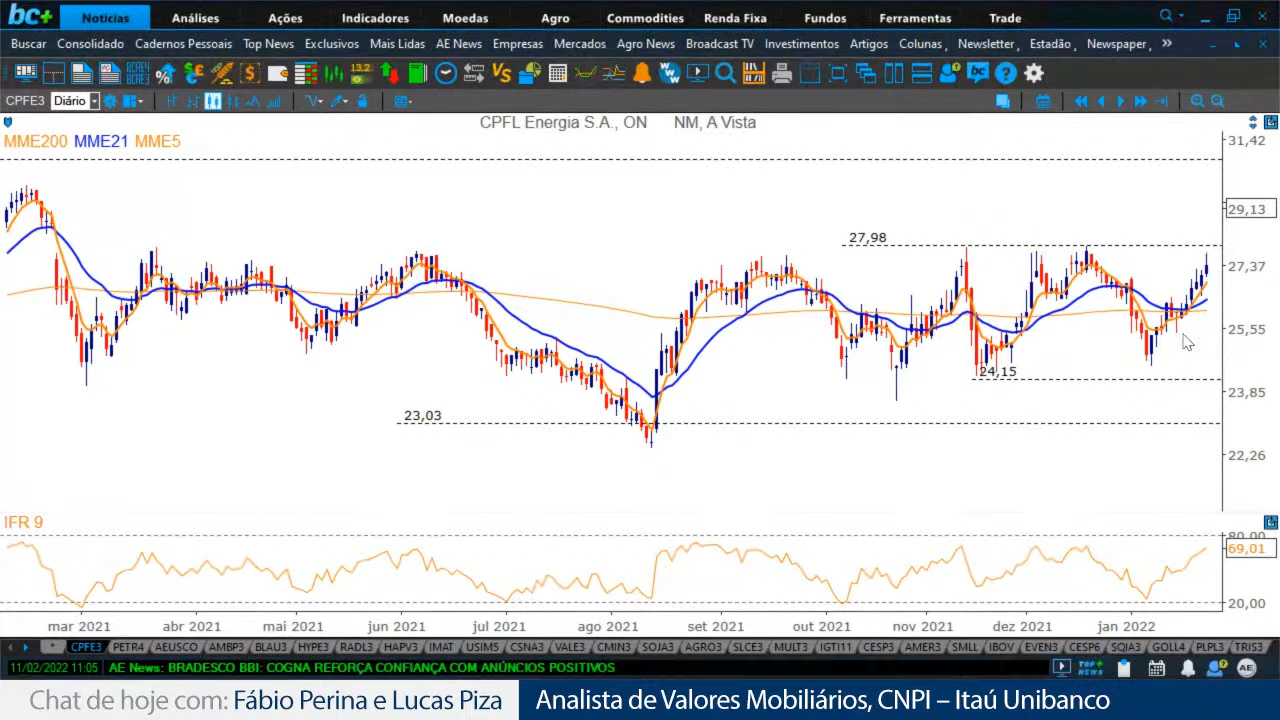 bc+ Notícias Análises Ações Indicadores Moedas Agro Commodities Renda Fixa Fundos Ferramentas Trade
Buscar Consolidado Cadernos Pessoais Top News Exclusivos Mais Lidas AE News Empresas Mercados Agro News Broadcast TV Investimentos Artigos Colunas Newsletter Estadão Newspaper »
CPFE3 Diário
CPFL Energia S.A., ON NM, A Vista
MME200 MME21 MME5
31,42
29,13
27,98
27,37
25,55
24,15
23,85
23,03
22,26
IFR 9
80,00
69,01
20,00
mar 2021 abr 2021 mai 2021 jun 2021 jul 2021 ago 2021 set 2021 out 2021 nov 2021 dez 2021 jan 2022
* CPFE3 PETR4 AEUSCO AMBP3 BLAU3 HYPE3 RADL3 HAPV3 IMAT USIM5 CSNA3 VALE3 CMIN3 SOJA3 AGRO3 SLCE3 MULT3 IGTI11 CESP3 AMER3 SMLL IBOV EVEN3 CESP6 SQIA3 GOLL4 PLPL3 TRIS3
11/02/2022 11:05 AE News: BRADESCO BBI: COGNA REFORÇA CONFIANÇA COM ANÚNCIOS POSITIVOS TOP+ NEWS AE
Chat de hoje com: Fábio Perina e Lucas Piza Analista de Valores Mobiliários, CNPI – Itaú Unibanco